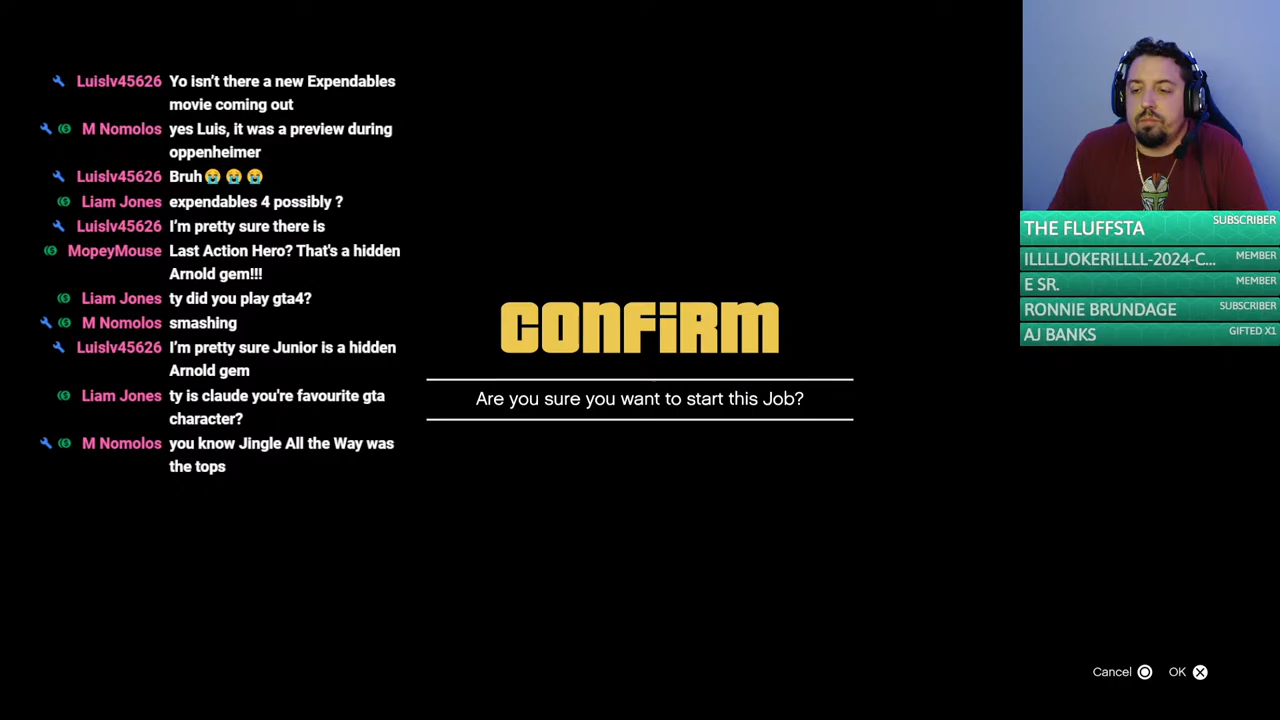 Luislv45626 Yo isn't there a new Expendables
movie coming out
M Nomolos yes Luis, it was a preview during
oppenheimer
Luislv45626 Bruh😭😭😭
Liam Jones expendables 4 possibly ?
Luislv45626 I'm pretty sure there is
MopeyMouse Last Action Hero? That's a hidden
Arnold gem!!!
Liam Jones ty did you play gta4?
M Nomolos smashing
Luislv45626 I'm pretty sure Junior is a hidden
Arnold gem
Liam Jones ty is claude you're favourite gta
character?
M Nomolos you know Jingle All the Way was
the tops
CONFIRM
Are you sure you want to start this Job?
THE FLUFFSTA SUBSCRIBER
ILLLLJOKERILLLL-2024-C... MEMBER
E SR. MEMBER
RONNIE BRUNDAGE SUBSCRIBER
AJ BANKS GIFTED X1
Cancel OK